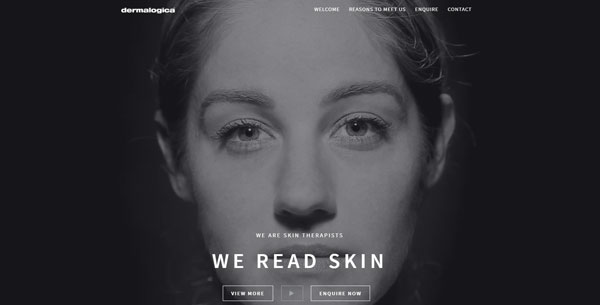 dermalogica
WELCOME REASONS TO MEET US ENQUIRE CONTACT
WE ARE SKIN THERAPISTS
WE READ SKIN
VIEW MORE ENQUIRE NOW